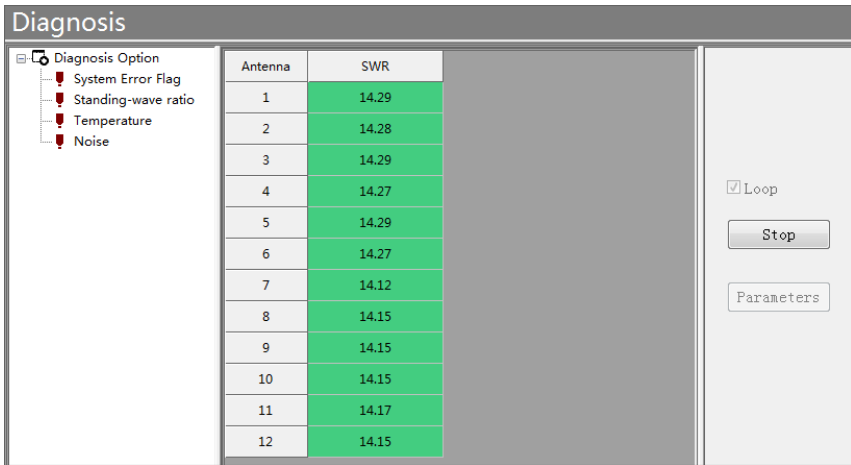 Diagnosis
Diagnosis Option
System Error Flag
Standing-wave ratio
Temperature
Noise
Antenna SWR
1 14.29
2 14.28
3 14.29
4 14.27
5 14.29
6 14.27
7 14.12
8 14.15
9 14.15
10 14.15
11 14.17
12 14.15
Loop
Stop
Parameters